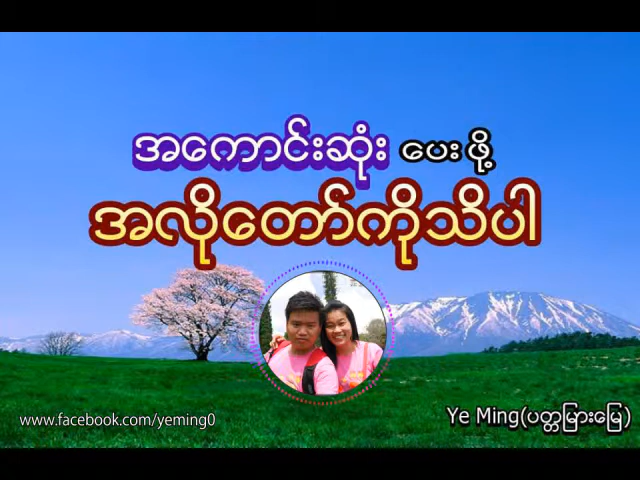 အကောင်းဆုံး ပေးဖို့
အလိုတော်ကိုသိပါ
www.facebook.com/yeming0
Ye Ming(ပတ္တမြားမြေ)